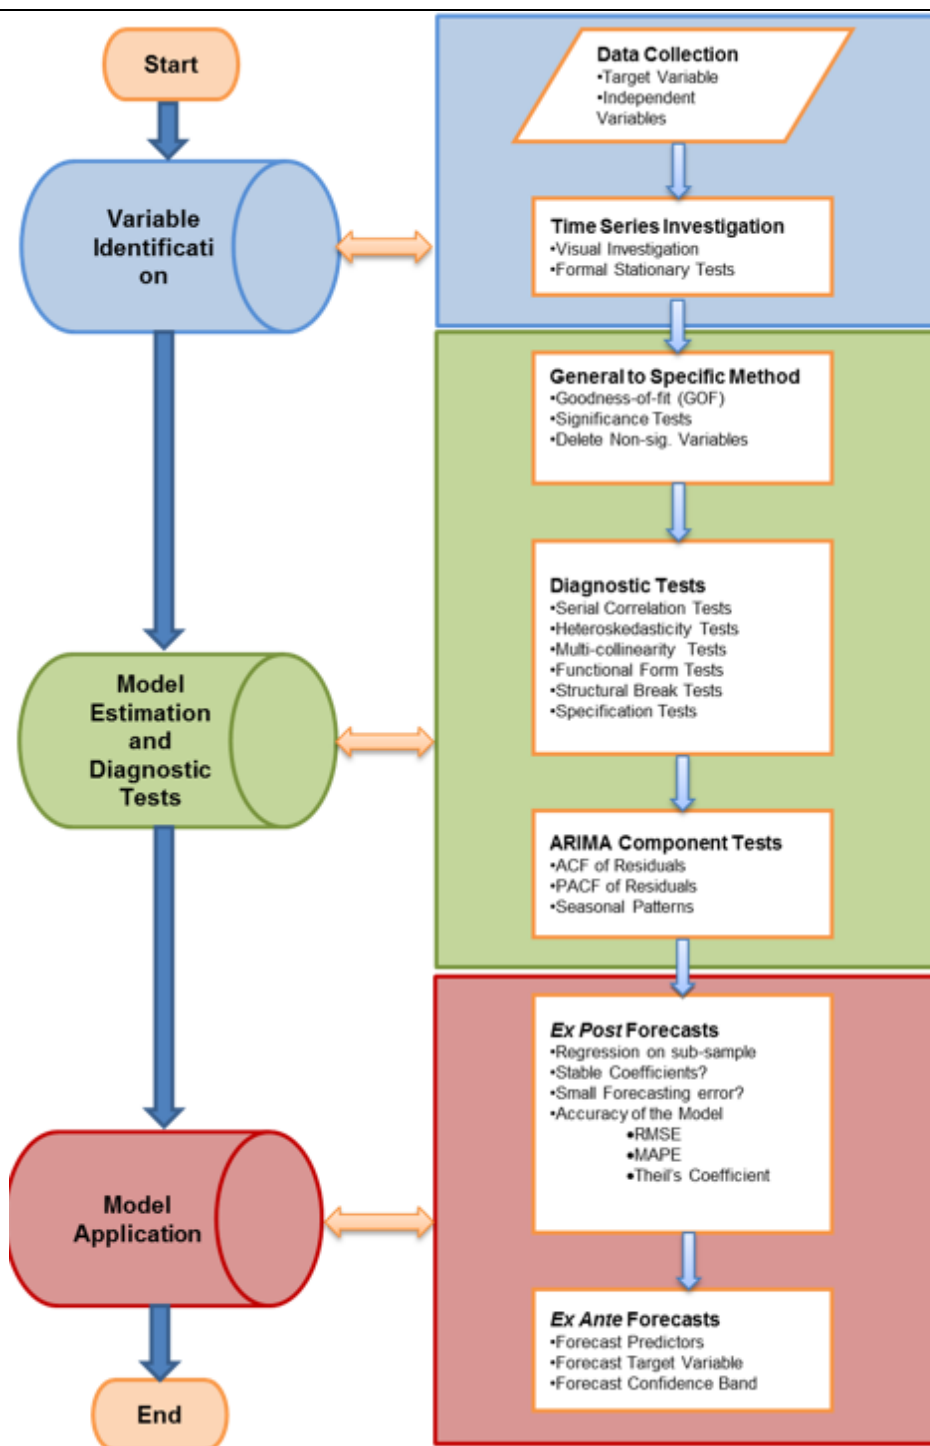 Start
Variable
Identificati
on
Model
Estimation
and
Diagnostic
Tests
Model
Application
End
Data Collection
•Target Variable
•Independent
Variables
Time Series Investigation
•Visual Investigation
•Formal Stationary Tests
General to Specific Method
•Goodness-of-fit (GOF)
•Significance Tests
•Delete Non-sig. Variables
Diagnostic Tests
•Serial Correlation Tests
•Heteroskedasticity Tests
•Multi-collinearity Tests
•Functional Form Tests
•Structural Break Tests
•Specification Tests
ARIMA Component Tests
•ACF of Residuals
•PACF of Residuals
•Seasonal Patterns
Ex Post Forecasts
•Regression on sub-sample
•Stable Coefficients?
•Small Forecasting error?
•Accuracy of the Model
•RMSE
•MAPE
•Theil's Coefficient
Ex Ante Forecasts
•Forecast Predictors
•Forecast Target Variable
•Forecast Confidence Band